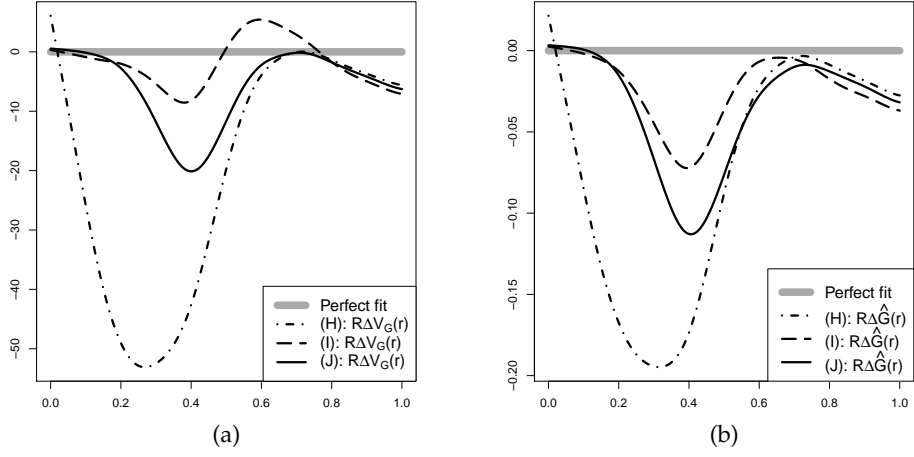 0
-10
-20
-30
-40
-50
0.0 0.2 0.4 0.6 0.8 1.0
Perfect fit
(H): RΔV_G(r)
(I): RΔV_G(r)
(J): RΔV_G(r)
(a)
0.00
-0.05
-0.10
-0.15
-0.20
0.0 0.2 0.4 0.6 0.8 1.0
Perfect fit
(H): RΔĜ(r)
(I): RΔĜ(r)
(J): RΔĜ(r)
(b)